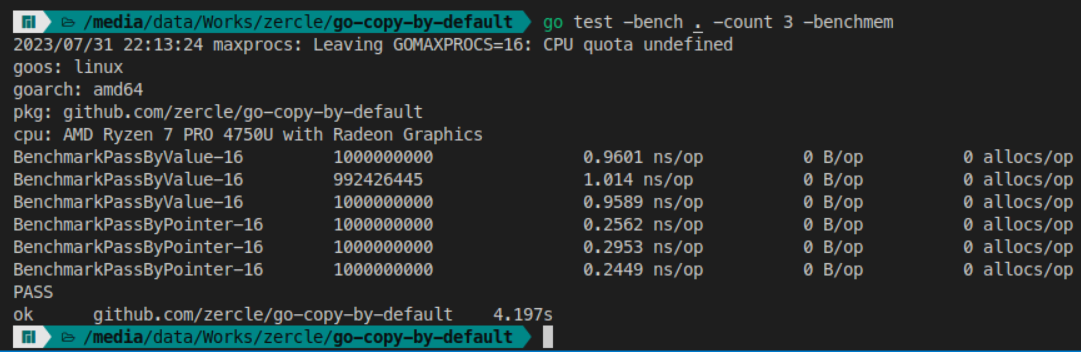 /media/data/Works/zercle/go-copy-by-default go test -bench . -count 3 -benchmem
2023/07/31 22:13:24 maxprocs: Leaving GOMAXPROCS=16: CPU quota undefined
goos: linux
goarch: amd64
pkg: github.com/zercle/go-copy-by-default
cpu: AMD Ryzen 7 PRO 4750U with Radeon Graphics
BenchmarkPassByValue-16 1000000000 0.9601 ns/op 0 B/op 0 allocs/op
BenchmarkPassByValue-16 992426445 1.014 ns/op 0 B/op 0 allocs/op
BenchmarkPassByValue-16 1000000000 0.9589 ns/op 0 B/op 0 allocs/op
BenchmarkPassByPointer-16 1000000000 0.2562 ns/op 0 B/op 0 allocs/op
BenchmarkPassByPointer-16 1000000000 0.2953 ns/op 0 B/op 0 allocs/op
BenchmarkPassByPointer-16 1000000000 0.2449 ns/op 0 B/op 0 allocs/op
PASS
ok github.com/zercle/go-copy-by-default 4.197s
/media/data/Works/zercle/go-copy-by-default